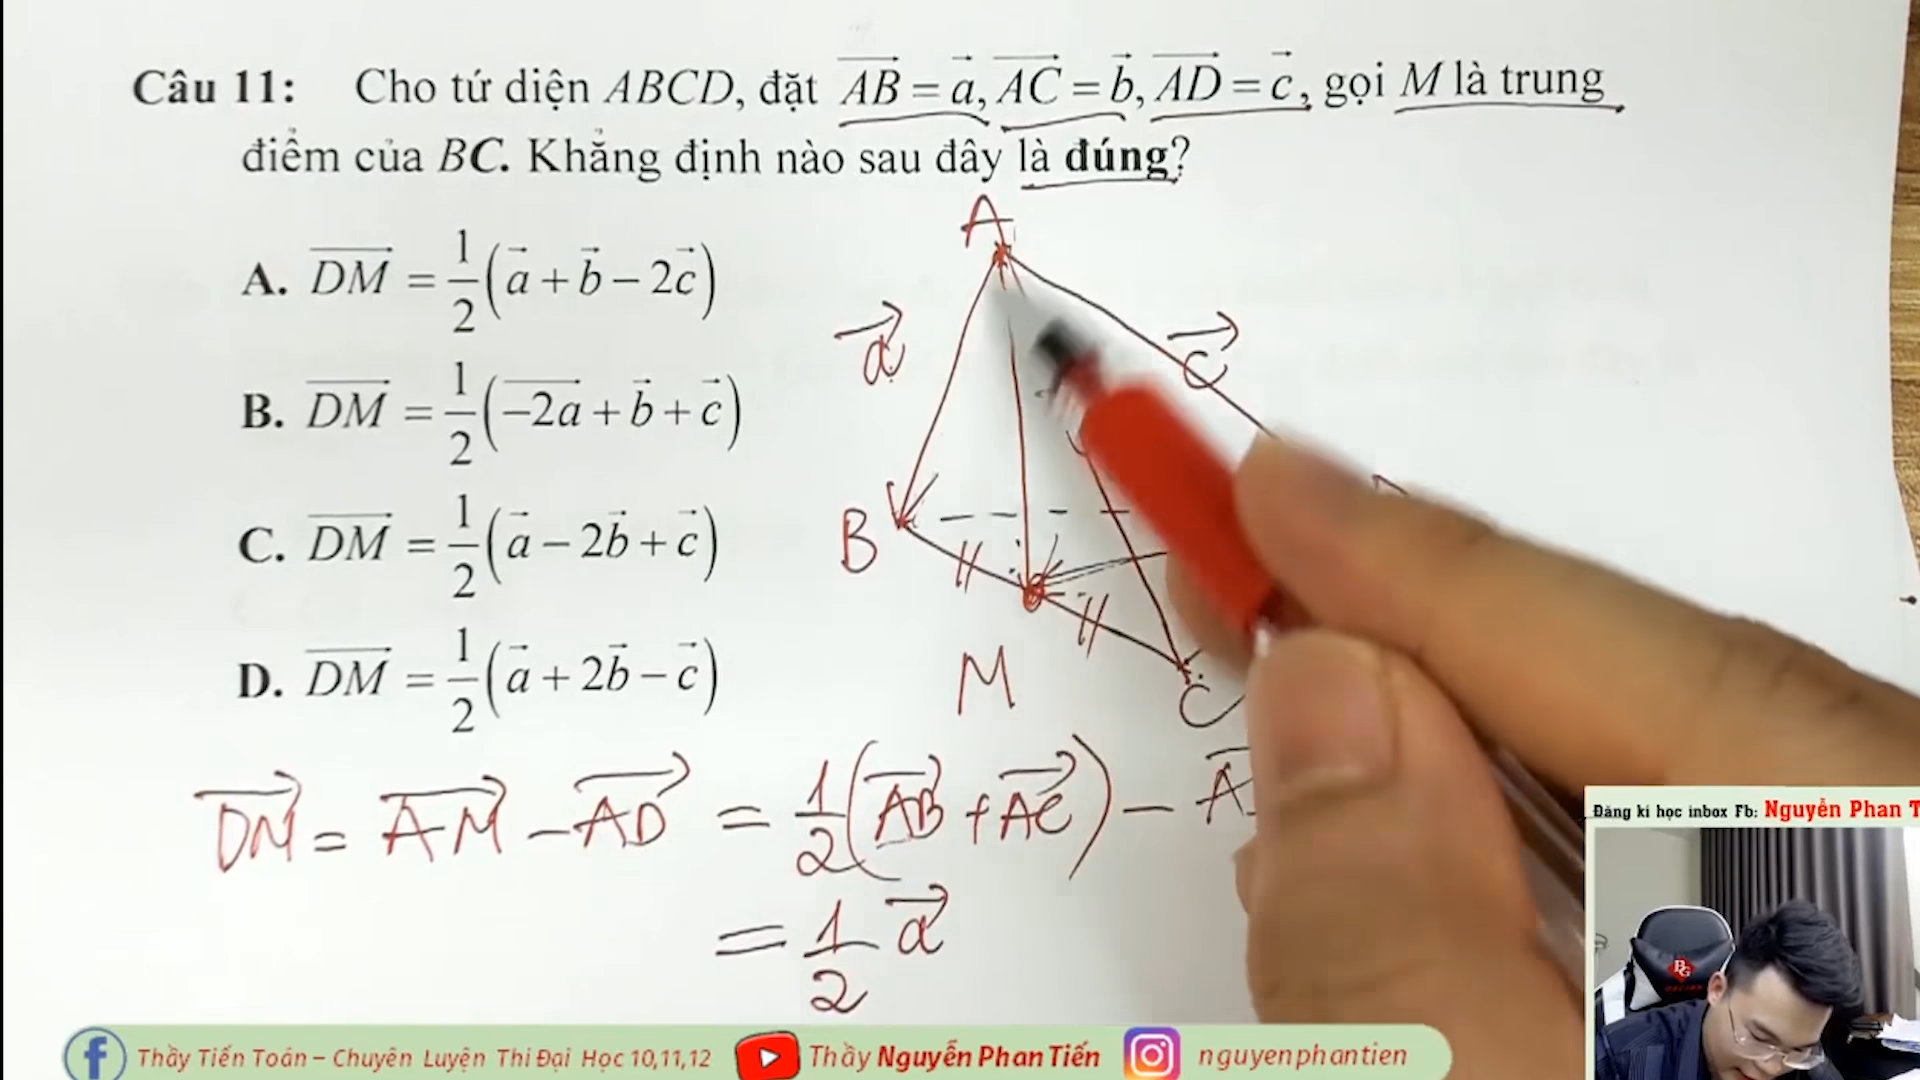 Câu 11: Cho tứ diện ABCD, đặt AB = a, AC = b, AD = c, gọi M là trung
điểm của BC. Khẳng định nào sau đây là đúng?
A. DM = 1/2 (a + b − 2c)
B. DM = 1/2 (−2a + b + c)
C. DM = 1/2 (a − 2b + c)
D. DM = 1/2 (a + 2b − c)
A
a
c
B
M
C
DM = AM − AD = 1/2 (AB + AC) − A
= 1/2 a
Đăng kí học inbox Fb: Nguyễn Phan T
Thầy Tiến Toán – Chuyên Luyện Thi Đại Học 10,11,12
Thầy Nguyễn Phan Tiến
nguyenphantien